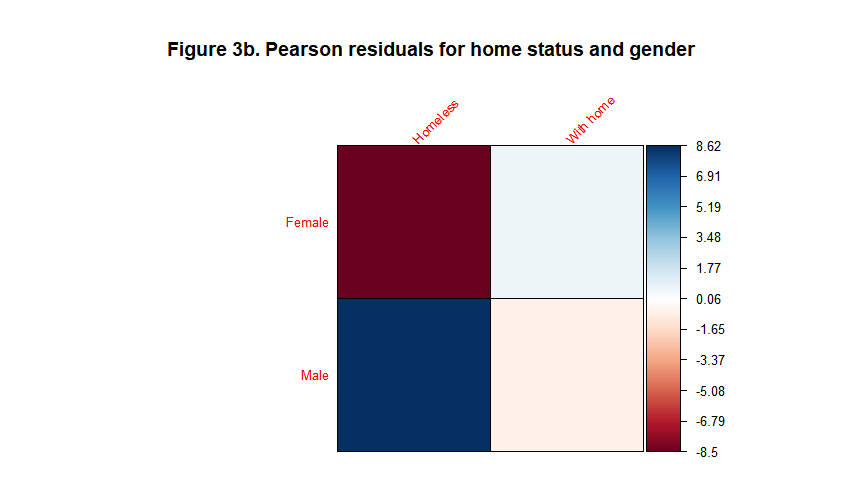 Figure 3b. Pearson residuals for home status and gender
Homeless
With home
Female
Male
8.62
6.91
5.19
3.48
1.77
0.06
-1.65
-3.37
-5.08
-6.79
-8.5